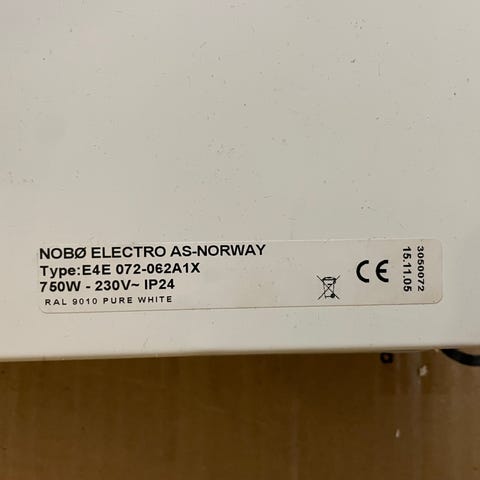 NOBØ ELECTRO AS-NORWAY
Type:E4E 072-062A1X
750W - 230V~ IP24
RAL 9010 PURE WHITE
CE
3050072
15.11.05